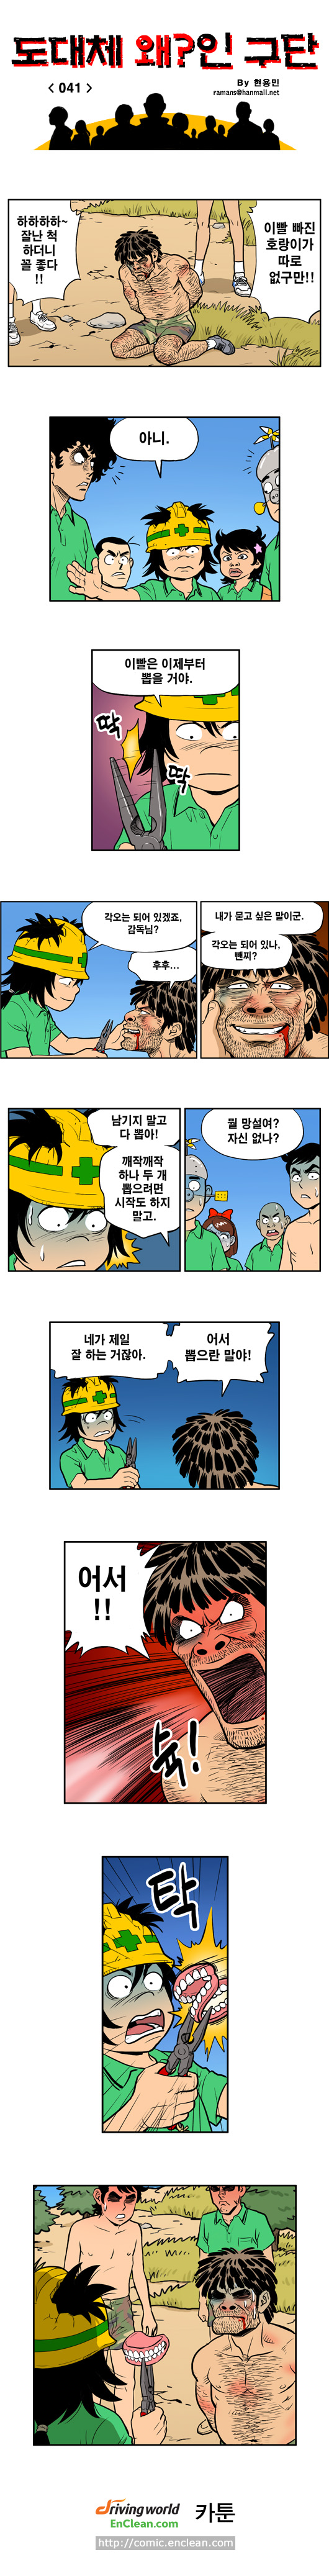 도대체 왜?인 구단
< 041 >
By 현용민
ramans@hanmail.net
하하하하~
잘난 척
하더니
꼴 좋다
!!
이빨 빠진
호랑이가
따로
없구만!!
아니.
이빨은 이제부터
뽑을 거야.
딱
딱
각오는 되어 있겠죠,
감독님?
후후...
내가 묻고 싶은 말이군.
각오는 되어 있나,
뺀찌?
남기지 말고
다 뽑아!
깨작깨작
하나 두 개
뽑으려면
시작도 하지
말고.
뭘 망설여?
자신 없나?
네가 제일
잘 하는 거잖아.
어서
뽑으란 말야!
어서
!!
슉!
탁
drivingworld
EnClean.com
카툰
http://comic.enclean.com